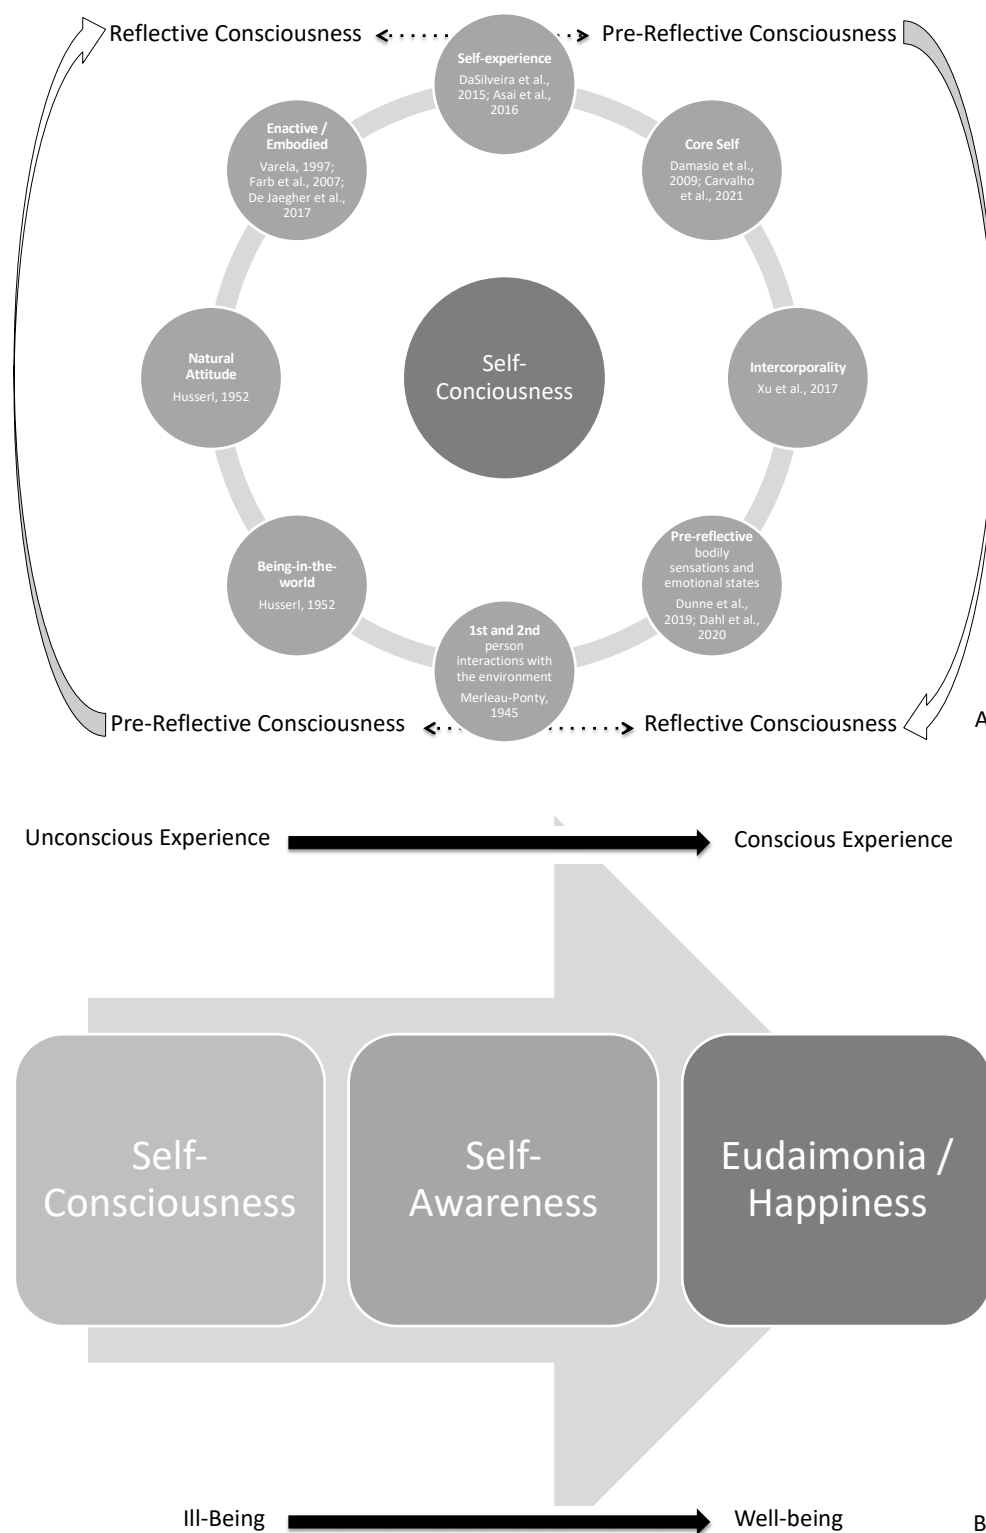 Reflective Consciousness
Pre-Reflective Consciousness
Self-experience
DaSilveira et al.,
2015; Asai et al.,
2016
Enactive /
Embodied
Varela, 1997;
Farb et al., 2007;
De Jaegher et al.,
2017
Core Self
Damasio et al.,
2009; Carvalho
et al., 2021
Natural
Attitude
Husserl, 1952
Self-
Conciousness
Intercorporality
Xu et al., 2017
Being-in-the-
world
Husserl, 1952
Pre-reflective
bodily
sensations and
emotional states
Dunne et al.,
2019; Dahl et al.,
2020
1st and 2nd
person
interactions with
the environment
Merleau-Ponty,
1945
Pre-Reflective Consciousness
Reflective Consciousness
A
Unconscious Experience
Conscious Experience
Self-
Consciousness
Self-
Awareness
Eudaimonia /
Happiness
Ill-Being
Well-being
B